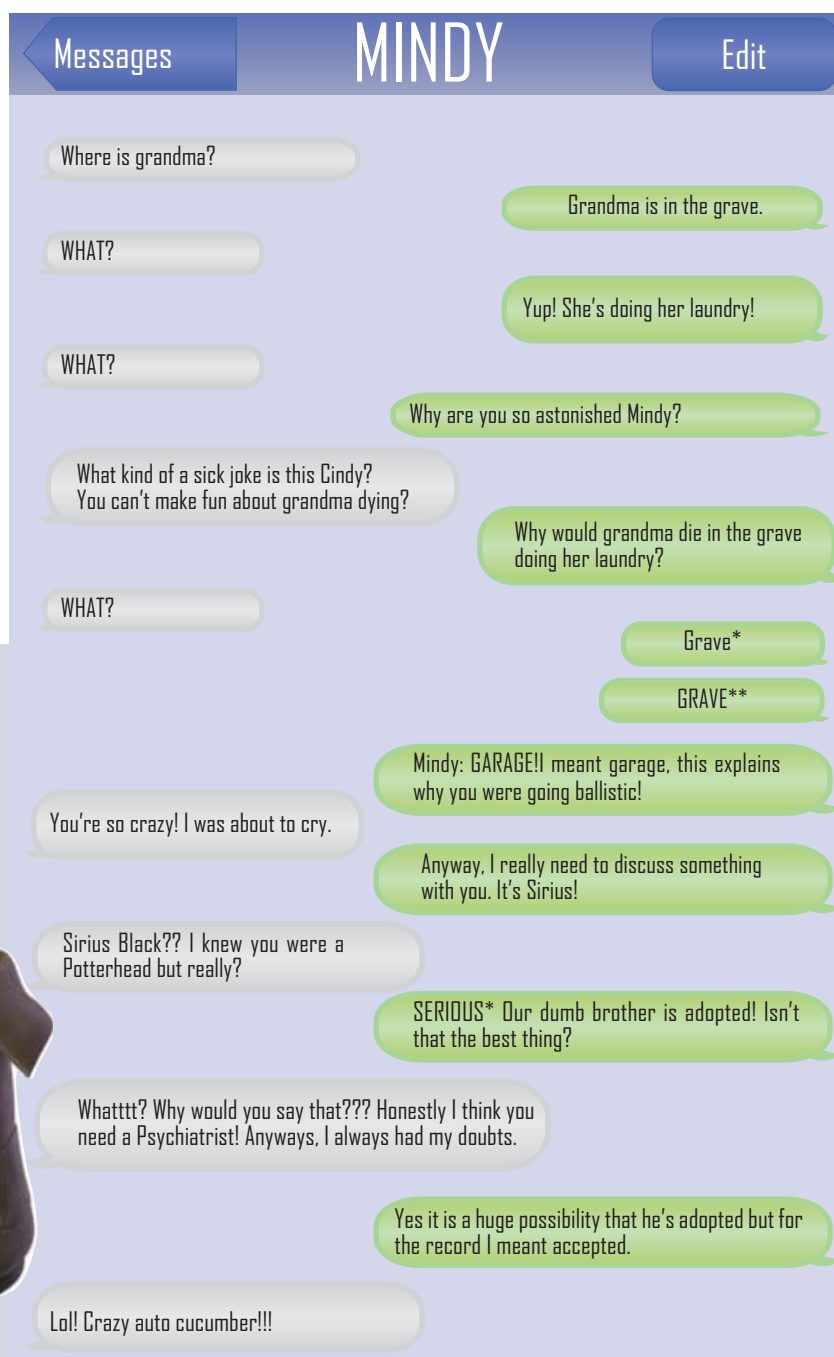 Messages
MINDY
Edit
Where is grandma?
Grandma is in the grave.
WHAT?
Yup! She's doing her laundry!
WHAT?
Why are you so astonished Mindy?
What kind of a sick joke is this Cindy?
You can't make fun about grandma dying?
Why would grandma die in the grave
doing her laundry?
WHAT?
Grave*
GRAVE**
Mindy: GARAGE!I meant garage, this explains
why you were going ballistic!
You're so crazy! I was about to cry.
Anyway, I really need to discuss something
with you. It's Sirius!
Sirius Black?? I knew you were a
Potterhead but really?
SERIOUS* Our dumb brother is adopted! Isn't
that the best thing?
Whattt? Why would you say that??? Honestly I think you
need a Psychiatrist! Anyways, I always had my doubts.
Yes it is a huge possibility that he's adopted but for
the record I meant accepted.
Lol! Crazy auto cucumber!!!